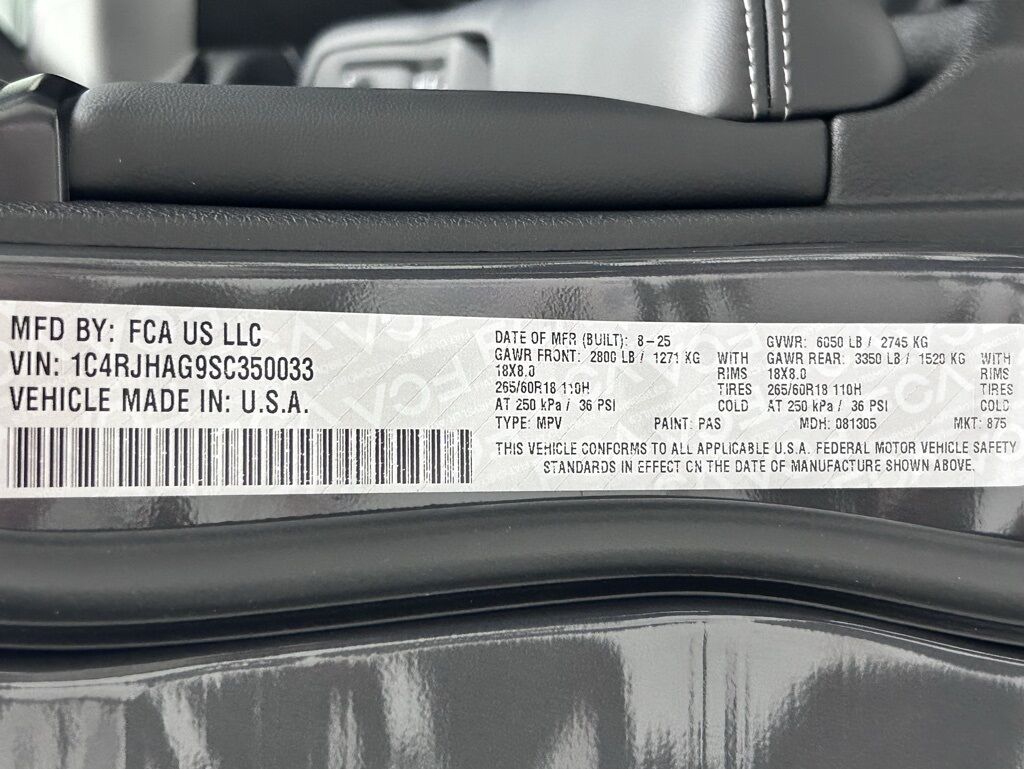 MFD BY: FCA US LLC
VIN: 1C4RJHAG9SC350033
VEHICLE MADE IN: U.S.A.
DATE OF MFR (BUILT): 8-25 GVWR: 6050 LB / 2745 KG
GAWR FRONT: 2800 LB / 1271 KG WITH GAWR REAR: 3350 LB / 1520 KG WITH
18X8.0 RIMS 18X8.0 RIMS
265/60R18 110H TIRES 265/60R18 110H TIRES
AT 250 kPa / 36 PSI COLD AT 250 kPa / 36 PSI COLD
TYPE: MPV PAINT: PAS MDH: 081305 MKT: 875
THIS VEHICLE CONFORMS TO ALL APPLICABLE U.S.A. FEDERAL MOTOR VEHICLE SAFETY
STANDARDS IN EFFECT ON THE DATE OF MANUFACTURE SHOWN ABOVE.